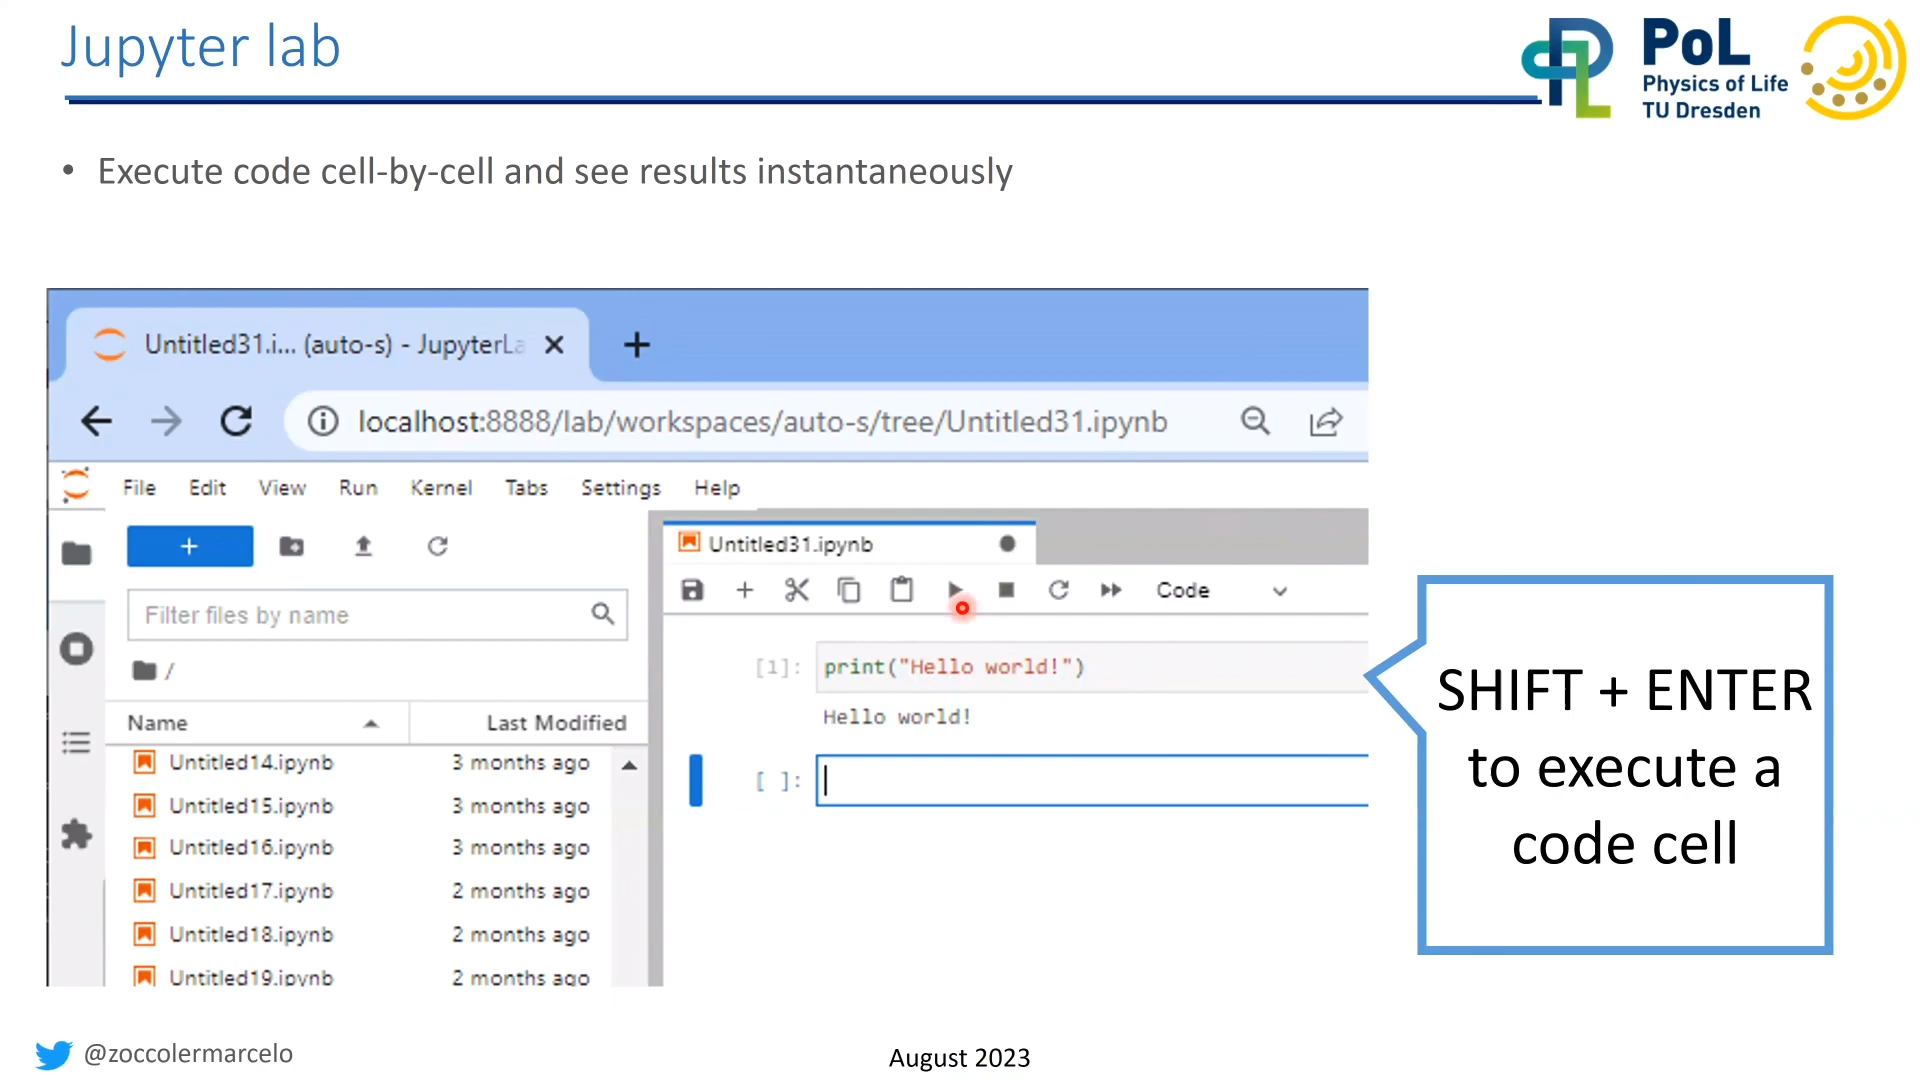 Jupyter lab
PoL
Physics of Life
TU Dresden
• Execute code cell-by-cell and see results instantaneously
Untitled31.i... (auto-s) - JupyterLa
localhost:8888/lab/workspaces/auto-s/tree/Untitled31.ipynb
File Edit View Run Kernel Tabs Settings Help
Untitled31.ipynb
Code
Filter files by name
/
Name Last Modified
Untitled14.ipynb 3 months ago
Untitled15.ipynb 3 months ago
Untitled16.ipynb 3 months ago
Untitled17.ipynb 2 months ago
Untitled18.ipynb 2 months ago
Untitled19.ipynb 2 months ago
[1]: print("Hello world!")
Hello world!
[ ]:
SHIFT + ENTER
to execute a
code cell
@zoccolermarcelo
August 2023